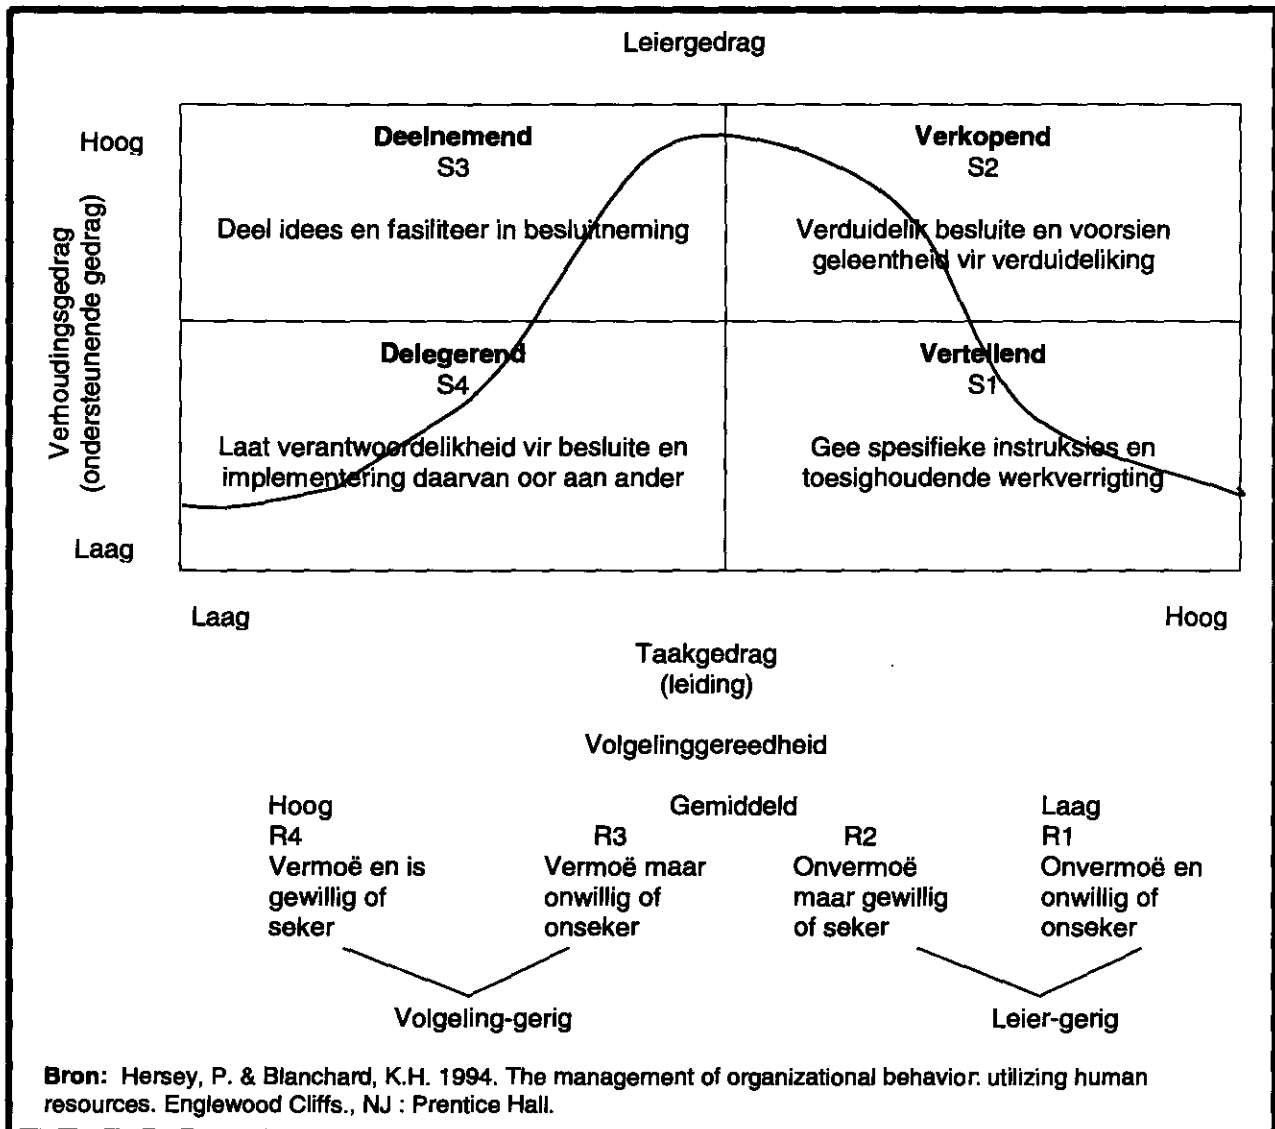 Leiergedrag
Hoog
Deelnemend
S3
Deel idees en fasiliteer in besluitneming
Verkopend
S2
Verduidelik besluite en voorsien
geleentheid vir verduideliking
Verhoudingsgedrag
(ondersteunende gedrag)
Delegerend
S4
Laat verantwoordelikheid vir besluite en
implementering daarvan oor aan ander
Vertellend
S1
Gee spesifieke instruksies en
toesighoudende werkverrigting
Laag
Laag
Hoog
Taakgedrag
(leiding)
Volgelinggereedheid
Hoog
R4
Vermoë en is
gewillig of
seker
Gemiddeld
R3
Vermoë maar
onwillig of
onseker
R2
Onvermoë
maar gewillig
of seker
Laag
R1
Onvermoë en
onwillig of
onseker
Volgeling-gerig
Leier-gerig
Bron: Hersey, P. & Blanchard, K.H. 1994. The management of organizational behavior: utilizing human
resources. Englewood Cliffs., NJ : Prentice Hall.